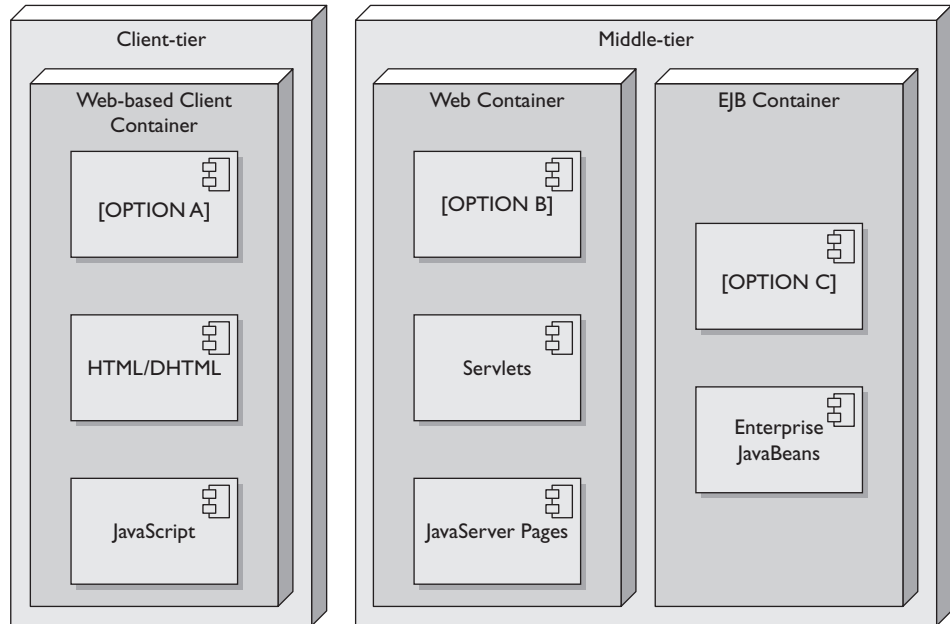 Client-tier
Web-based Client
Container
[OPTION A]
HTML/DHTML
JavaScript
Middle-tier
Web Container
[OPTION B]
Servlets
JavaServer Pages
EJB Container
[OPTION C]
Enterprise
JavaBeans